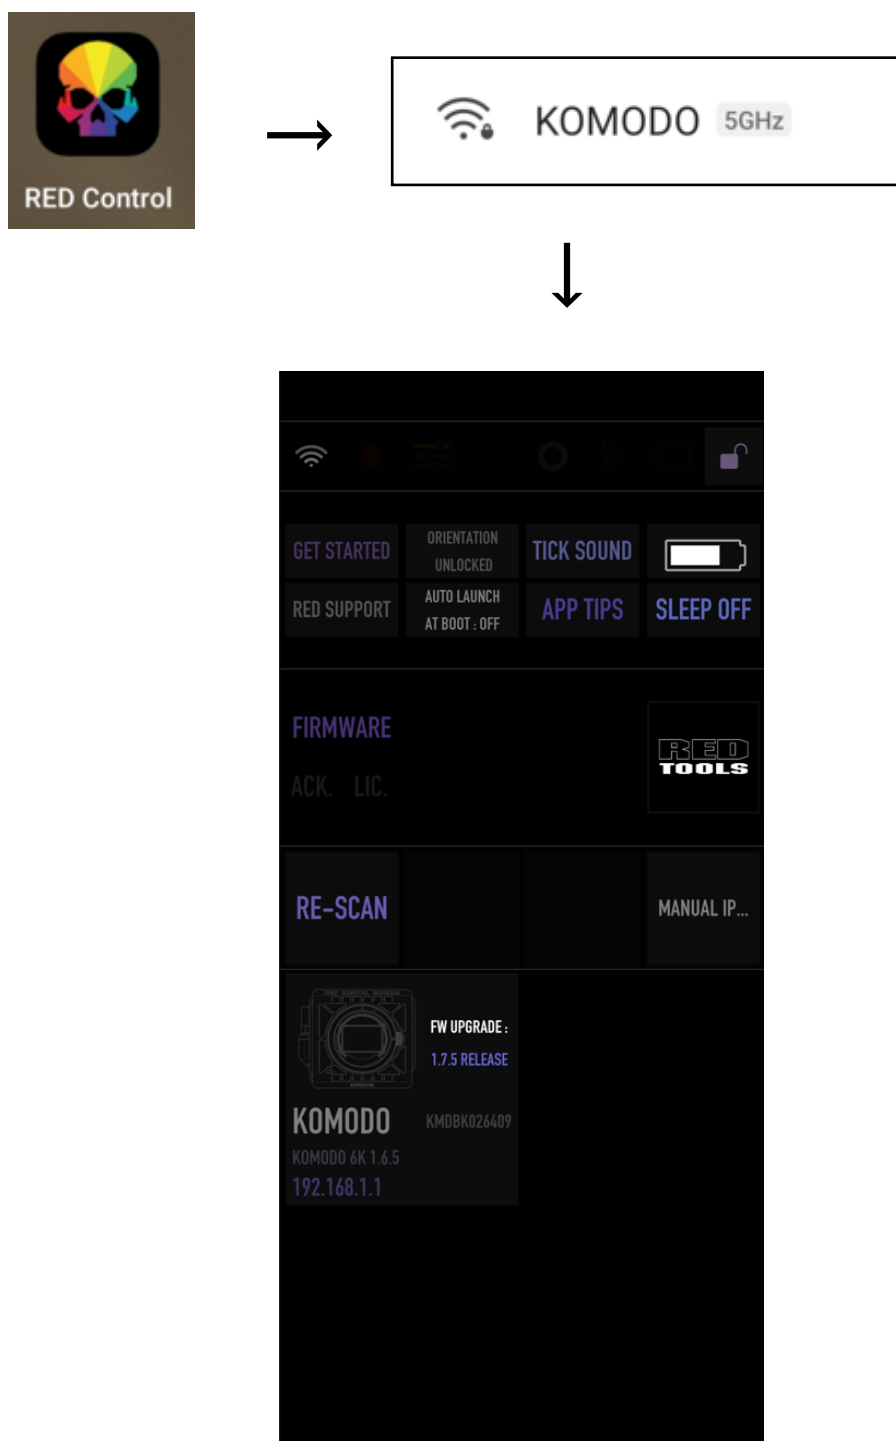 RED Control
KOMODO 5GHz
GET STARTED
ORIENTATION
UNLOCKED
TICK SOUND
RED SUPPORT
AUTO LAUNCH
AT BOOT : OFF
APP TIPS
SLEEP OFF
FIRMWARE
RED
TOOLS
ACK. LIC.
RE-SCAN
MANUAL IP...
FW UPGRADE :
1.7.5 RELEASE
KOMODO
KMDBK026409
KOMODO 6K 1.6.5
192.168.1.1